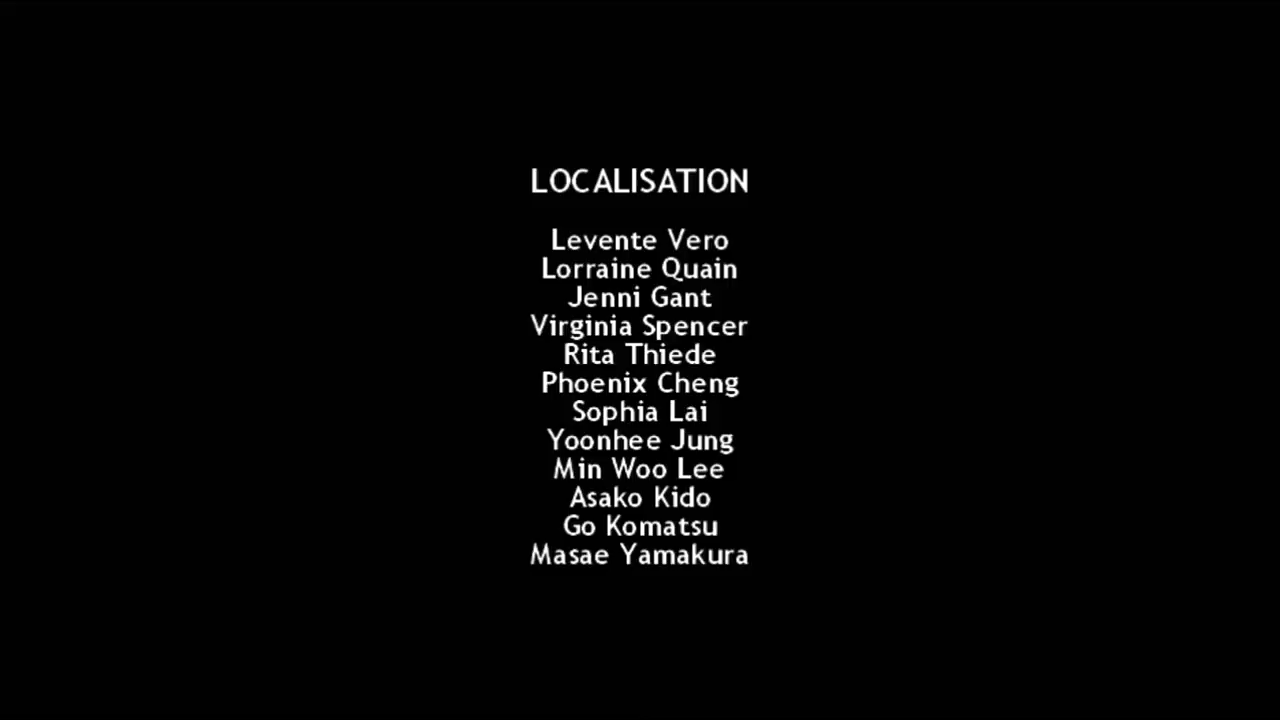 LOCALISATION
Levente Vero
Lorraine Quain
Jenni Gant
Virginia Spencer
Rita Thiede
Phoenix Cheng
Sophia Lai
Yoonhee Jung
Min Woo Lee
Asako Kido
Go Komatsu
Masae Yamakura